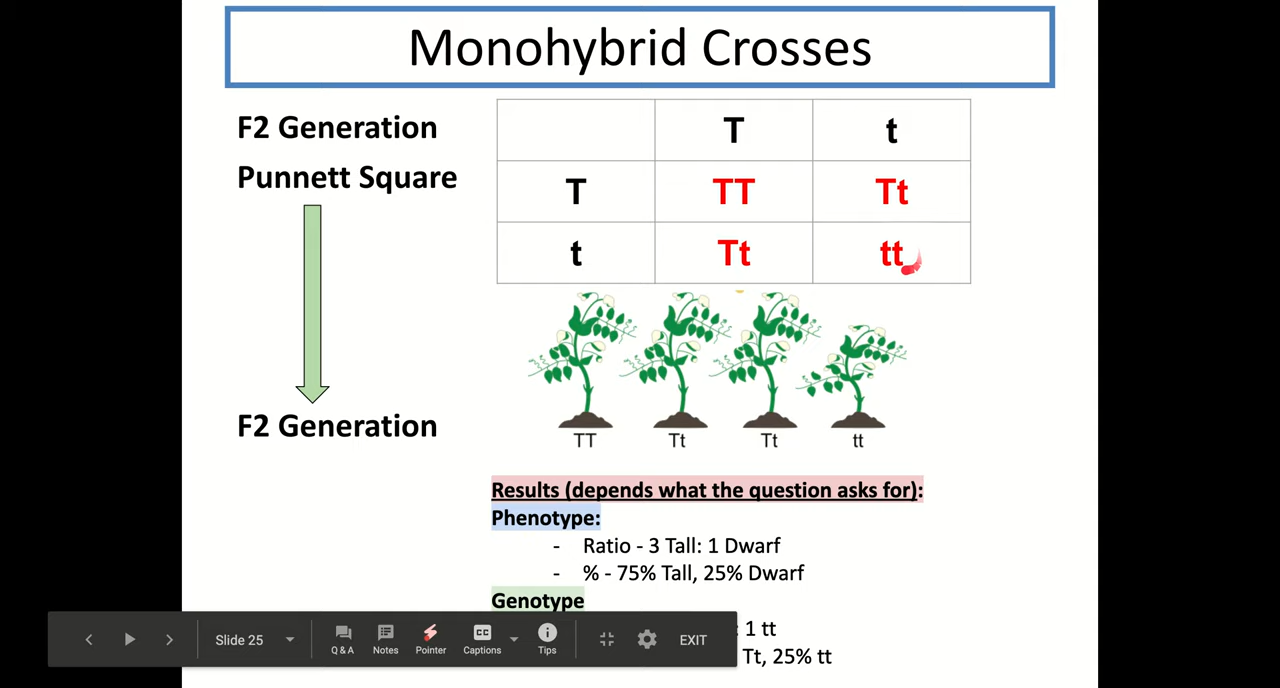 Monohybrid Crosses
F2 Generation
Punnett Square
T t
T TT Tt
t Tt tt
F2 Generation
TT Tt Tt tt
Results (depends what the question asks for):
Phenotype:
- Ratio - 3 Tall: 1 Dwarf
- % - 75% Tall, 25% Dwarf
Genotype
: 1 tt
Tt, 25% tt
Slide 25
Q & A Notes Pointer CC Captions Tips EXIT